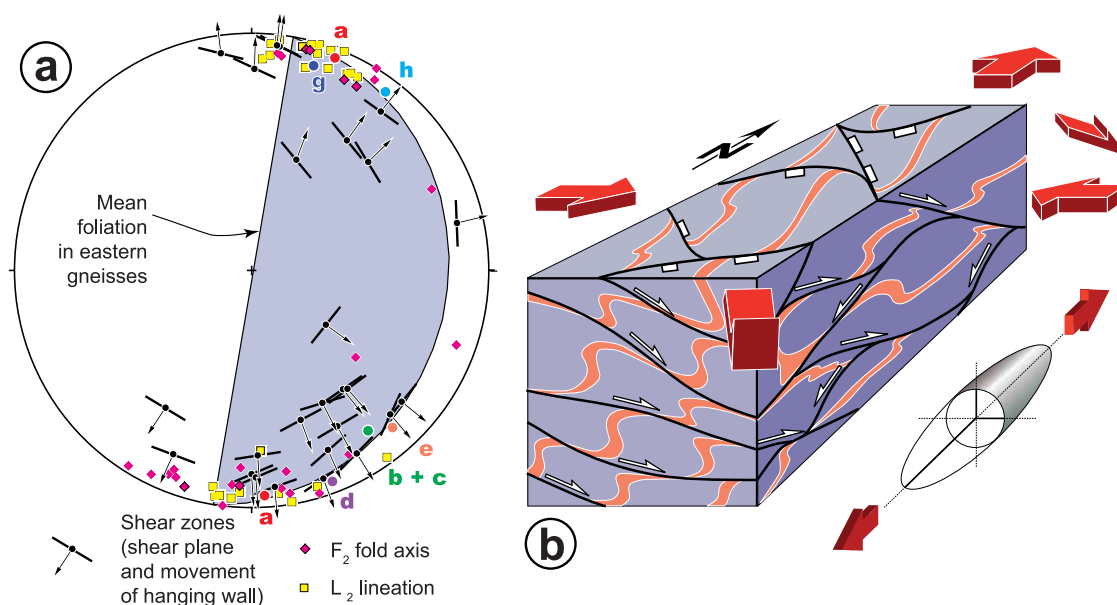 a
a
h
g
N
Mean
foliation
in eastern
gneisses
e
b + c
d
a
b
Shear zones
(shear plane
and movement
of hanging wall)
F2 fold axis
L2 lineation